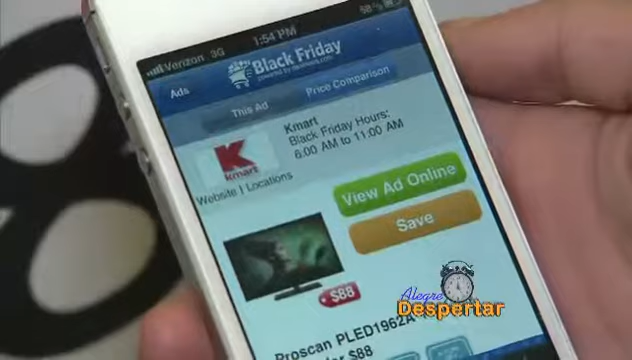 Verizon 3G 1:54 PM 58%
Ads
Black Friday
This Ad
Price Comparison
Kmart
Black Friday Hours:
6:00 AM to 11:00 AM
K
kmart
Website | Locations
View Ad Online
Save
$88
Alegre
Despertar
Proscan PLED1962A
$88